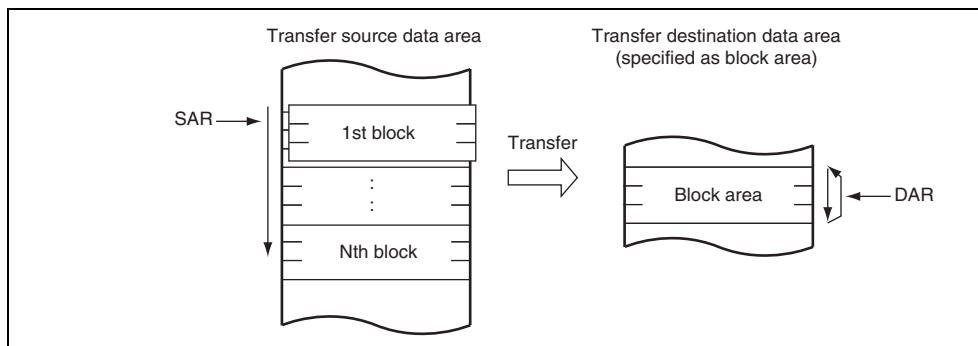 Transfer source data area
Transfer destination data area
(specified as block area)
SAR
1st block
Transfer
Block area
DAR
Nth block